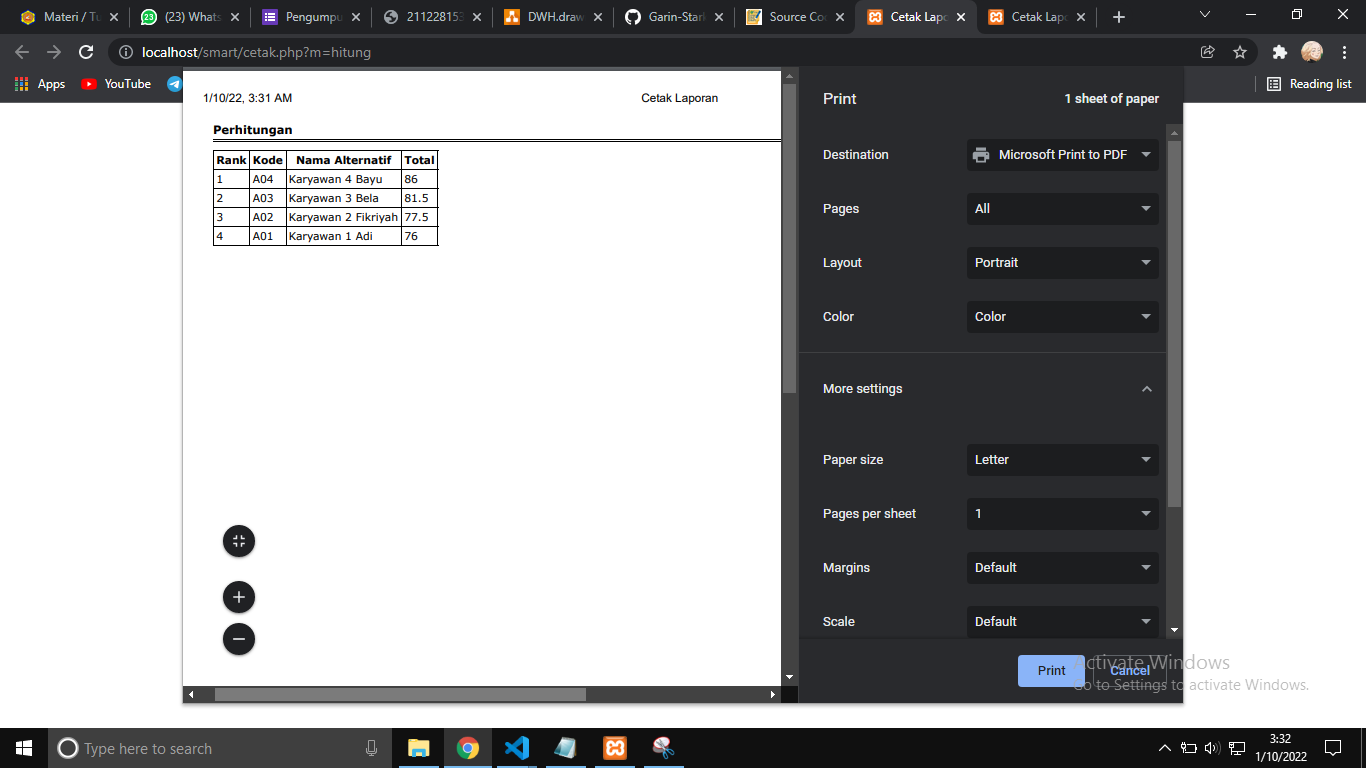 Materi / Tu
(23) Whats
Pengumpu
211228153
DWH.draw
Garin-Star
Source Co
Cetak Lapo
Cetak Lap
localhost/smart/cetak.php?m=hitung
Apps
YouTube
Reading list
1/10/22, 3:31 AM
Cetak Laporan
Perhitungan
Rank Kode Nama Alternatif Total
1 A04 Karyawan 4 Bayu 86
2 A03 Karyawan 3 Bela 81.5
3 A02 Karyawan 2 Fikriyah 77.5
4 A01 Karyawan 1 Adi 76
Print
1 sheet of paper
Destination
Microsoft Print to PDF
Pages
All
Layout
Portrait
Color
Color
More settings
Paper size
Letter
Pages per sheet
1
Margins
Default
Scale
Default
Print
Cancel
Activate Windows
Go to Settings to activate Windows.
Type here to search
3:32
1/10/2022